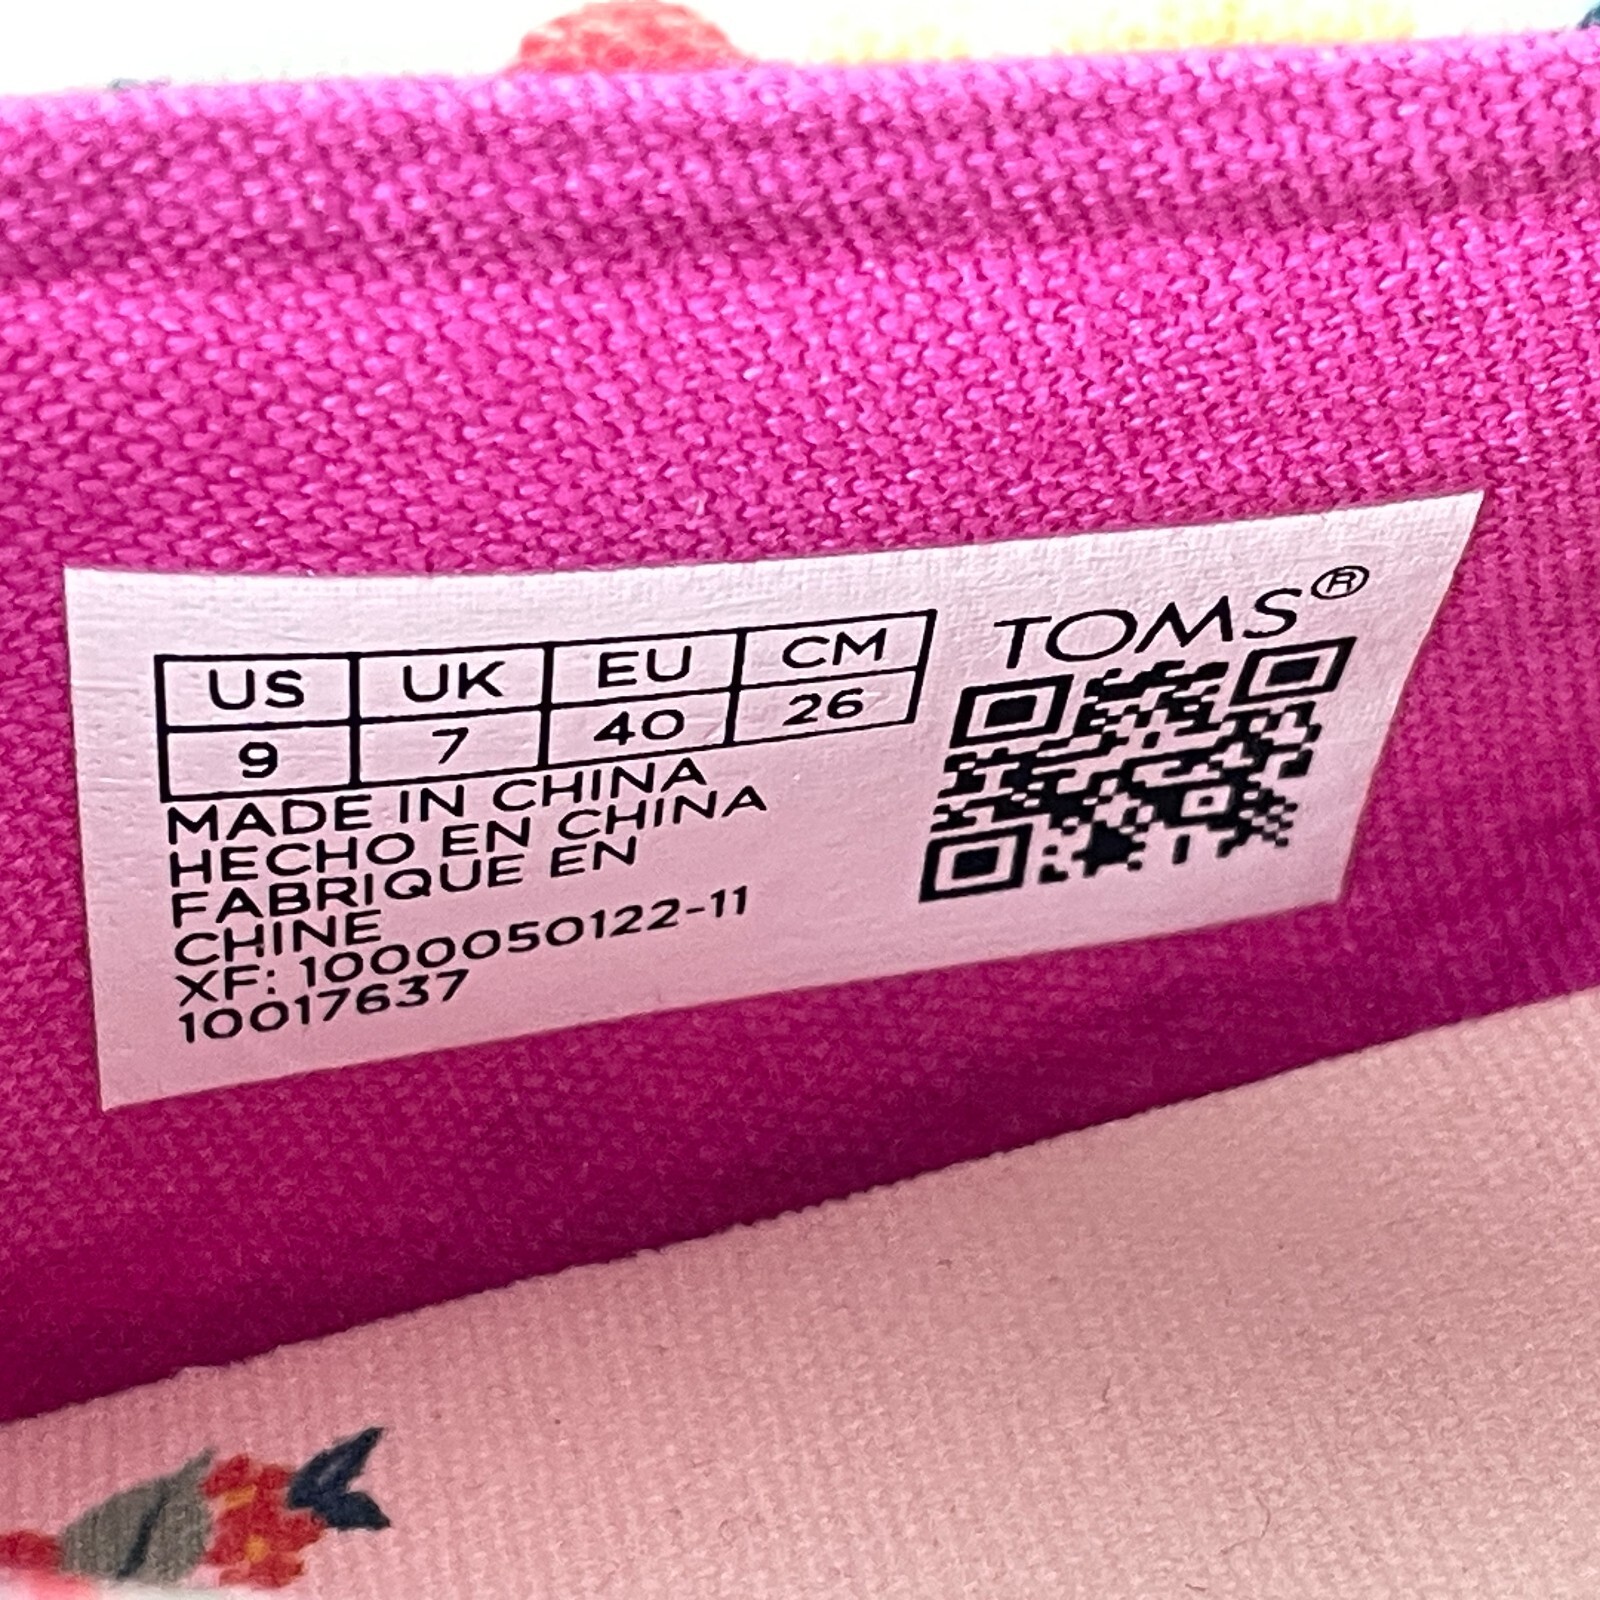 US UK EU CM
9 7 40 26
MADE IN CHINA
HECHO EN CHINA
FABRIQUE EN
CHINE
XF: 1000050122-11
10017637
TOMS®